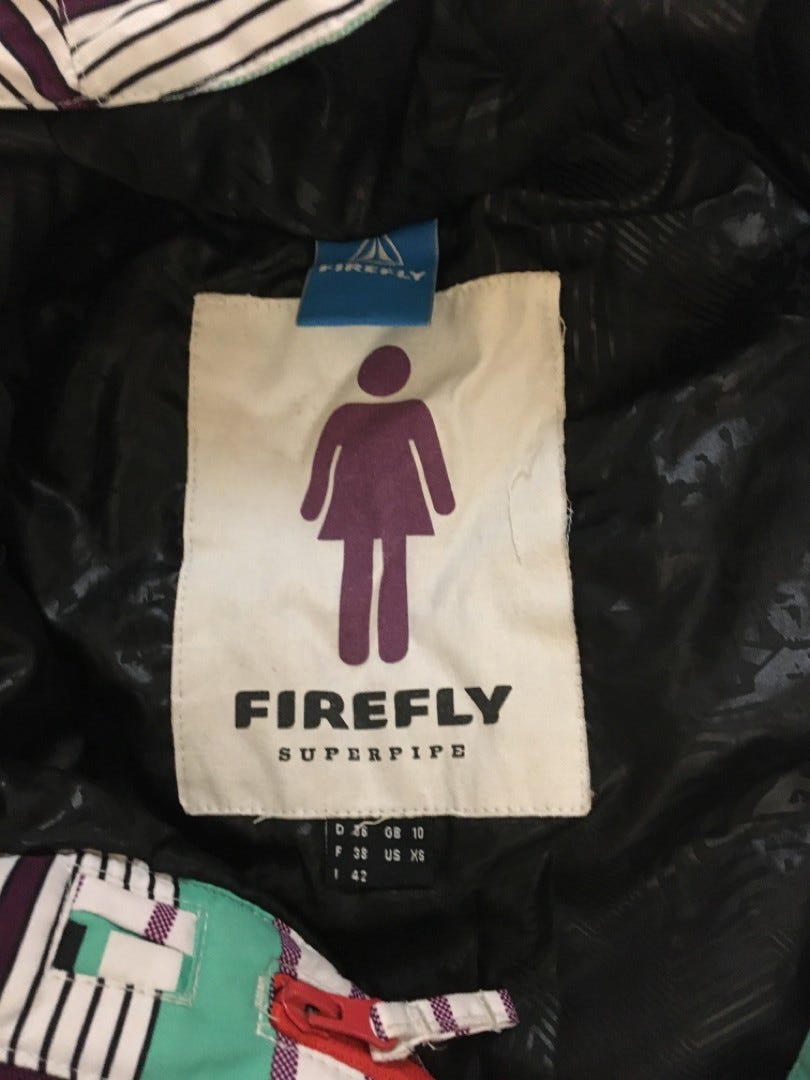 FIREFLY
FIREFLY
SUPERPIPE
D 36 GB 10
F 38 US XS
I 42